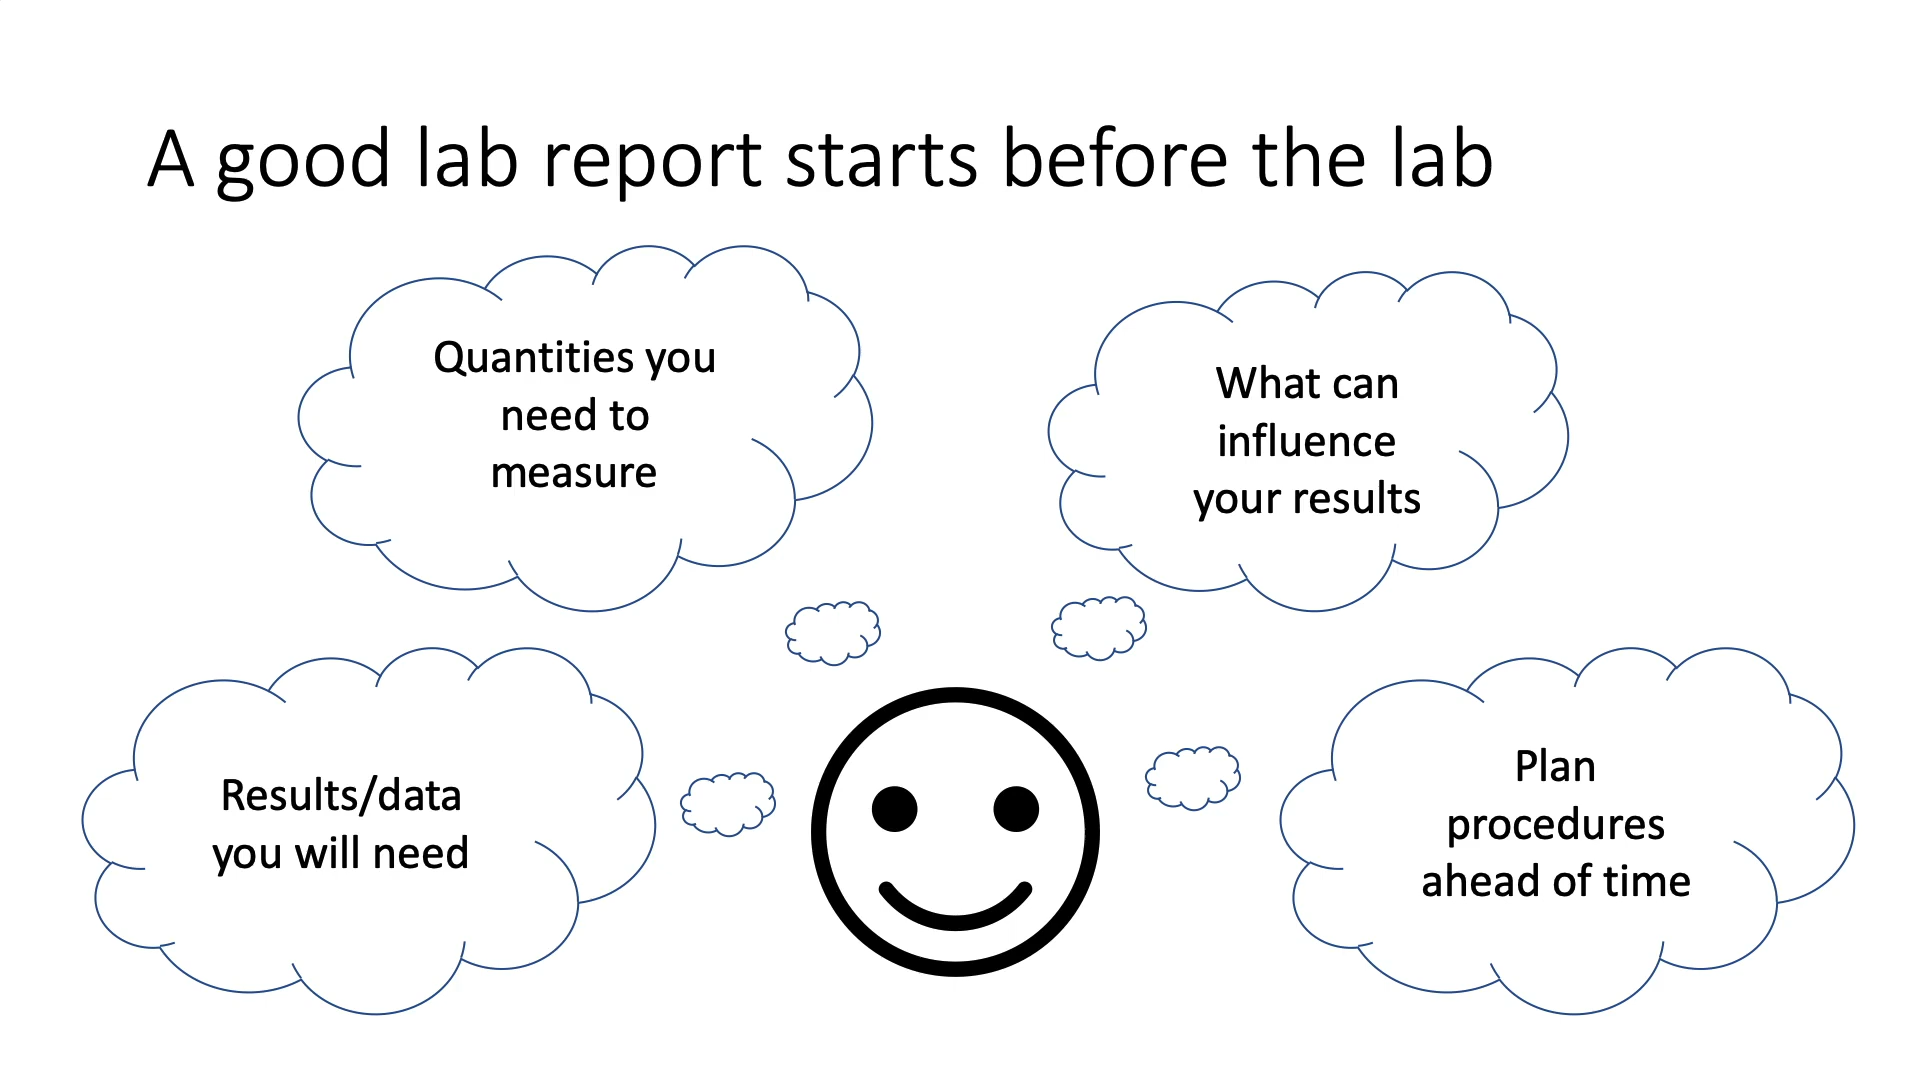 A good lab report starts before the lab
Quantities you
need to
measure
What can
influence
your results
Results/data
you will need
Plan
procedures
ahead of time